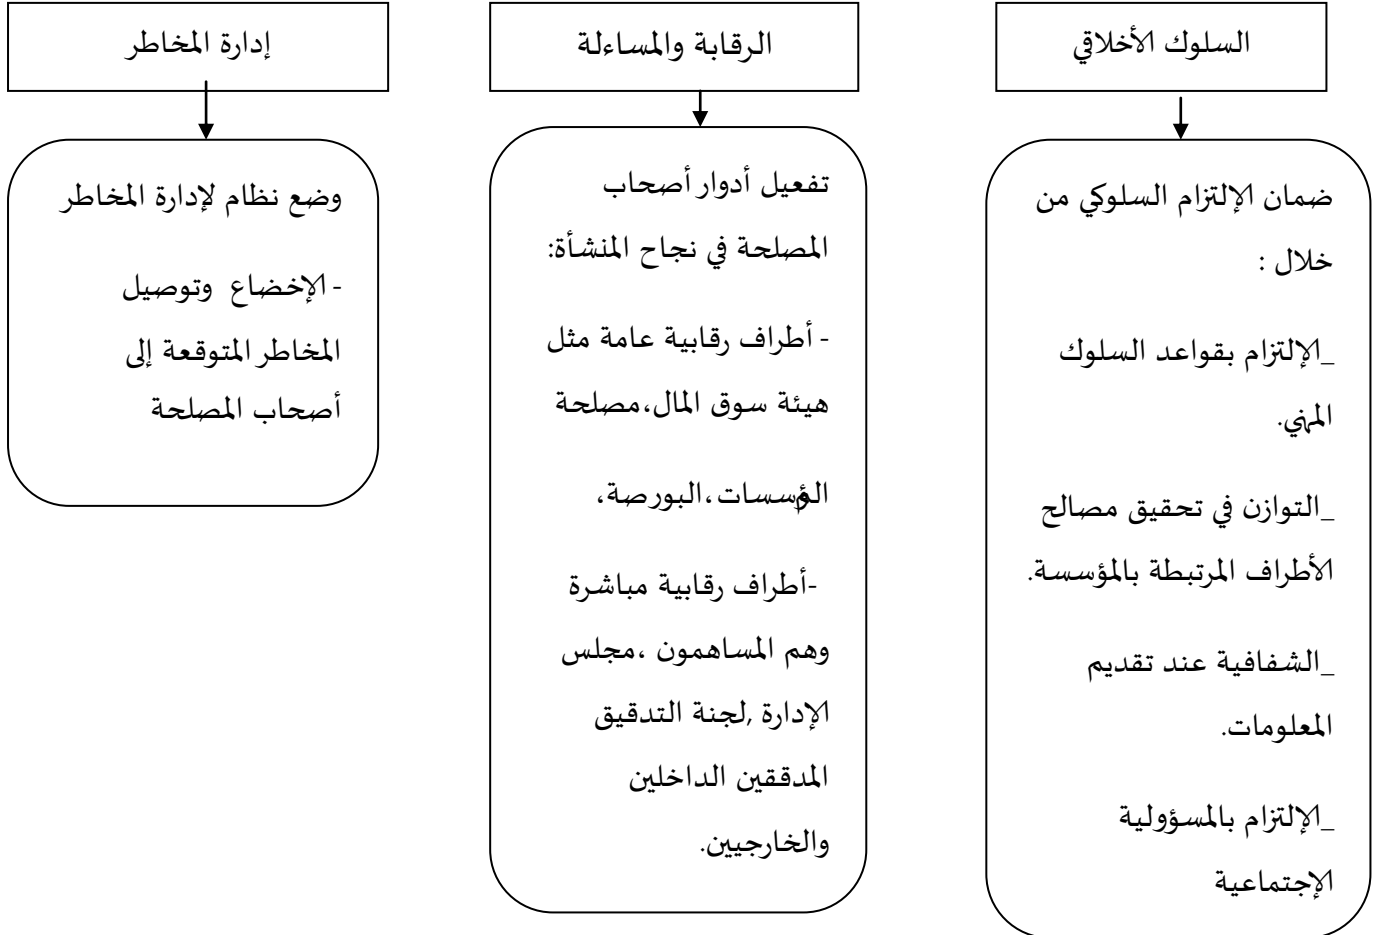 السلوك الأخلاقي
ضمان الإلتزام السلوكي من
خلال :
_الإلتزام بقواعد السلوك
المهني.
_التوازن في تحقيق مصالح
الأطراف المرتبطة بالمؤسسة.
_الشفافية عند تقديم
المعلومات.
_الإلتزام بالمسؤولية
الإجتماعية
الرقابة والمساءلة
تفعيل أدوار أصحاب
المصلحة في نجاح المنشأة:
- أطراف رقابية عامة مثل
هيئة سوق المال،مصلحة
المؤسسات،البورصة،
-أطراف رقابية مباشرة
وهم المساهمون ،مجلس
الإدارة ,لجنة التدقيق
المدققين الداخلين
والخارجيين.
إدارة المخاطر
وضع نظام لإدارة المخاطر
- الإخضاع وتوصيل
المخاطر المتوقعة إلى
أصحاب المصلحة